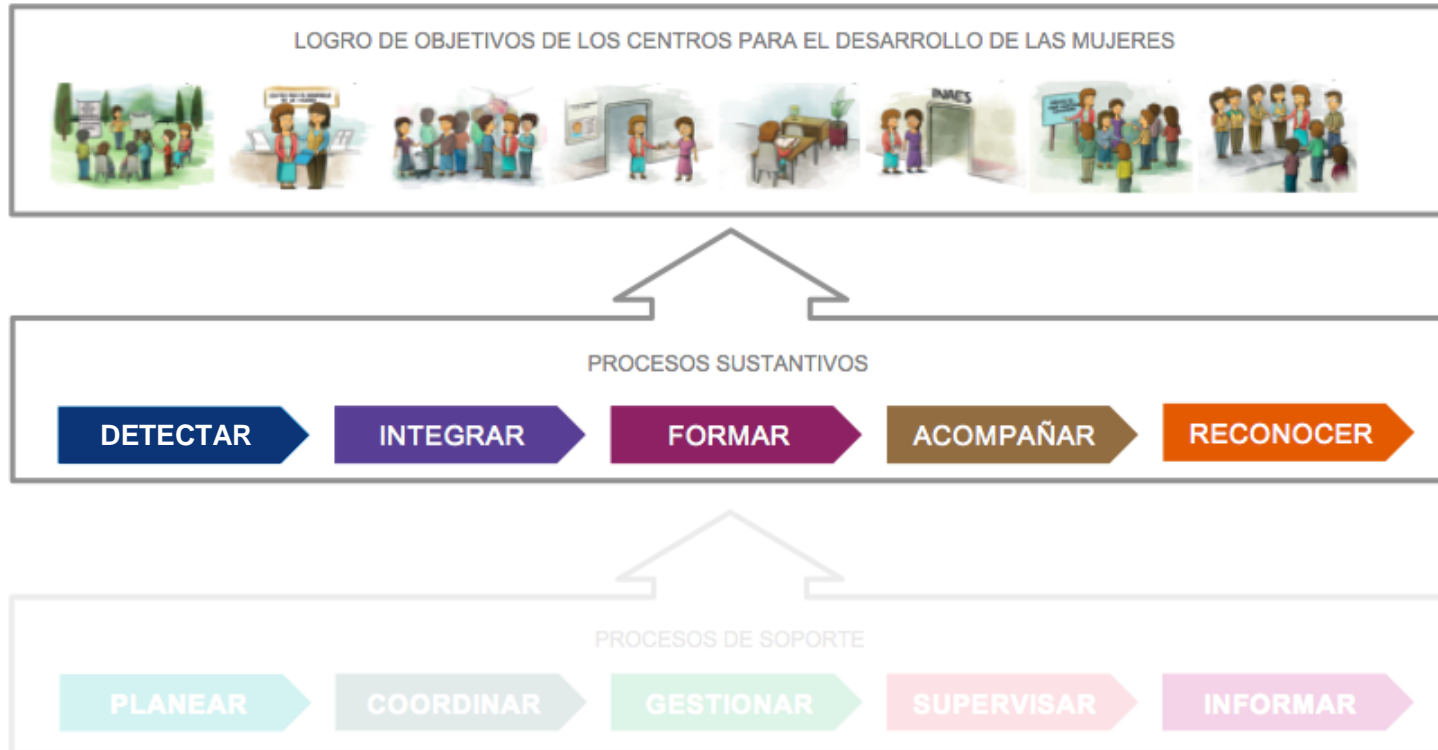 LOGRO DE OBJETIVOS DE LOS CENTROS PARA EL DESARROLLO DE LAS MUJERES
INAES
PROCESOS SUSTANTIVOS
DETECTAR
INTEGRAR
FORMAR
ACOMPAÑAR
RECONOCER
PROCESOS DE SOPORTE
PLANEAR
COORDINAR
GESTIONAR
SUPERVISAR
INFORMAR